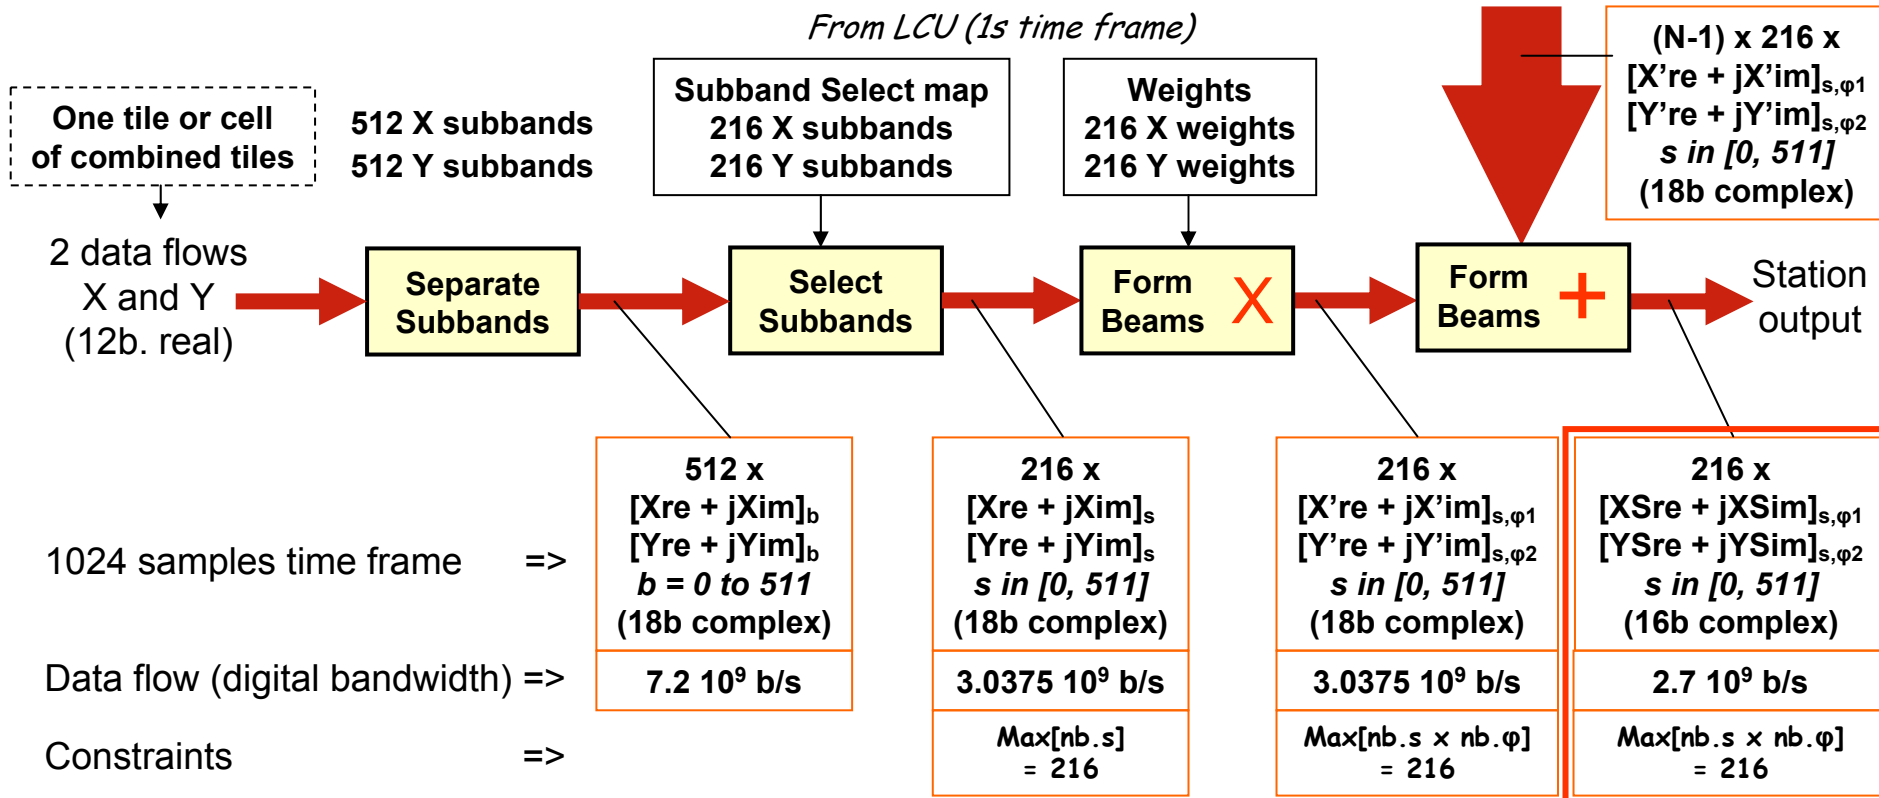 From LCU (1s time frame)
One tile or cell
of combined tiles
512 X subbands
512 Y subbands
Subband Select map
216 X subbands
216 Y subbands
Weights
216 X weights
216 Y weights
(N-1) x 216 x
[X’re + jX’im]s,φ1
[Y’re + jY’im]s,φ2
s in [0, 511]
(18b complex)
2 data flows
X and Y
(12b. real)
Separate
Subbands
Select
Subbands
Form
Beams X
Form
Beams +
Station
output
1024 samples time frame =>
512 x
[Xre + jXim]b
[Yre + jYim]b
b = 0 to 511
(18b complex)
216 x
[Xre + jXim]s
[Yre + jYim]s
s in [0, 511]
(18b complex)
216 x
[X’re + jX’im]s,φ1
[Y’re + jY’im]s,φ2
s in [0, 511]
(18b complex)
216 x
[XSre + jXSim]s,φ1
[YSre + jYSim]s,φ2
s in [0, 511]
(16b complex)
Data flow (digital bandwidth) =>
7.2 10⁹ b/s
3.0375 10⁹ b/s
3.0375 10⁹ b/s
2.7 10⁹ b/s
Constraints =>
Max[nb.s]
= 216
Max[nb.s x nb.φ]
= 216
Max[nb.s x nb.φ]
= 216